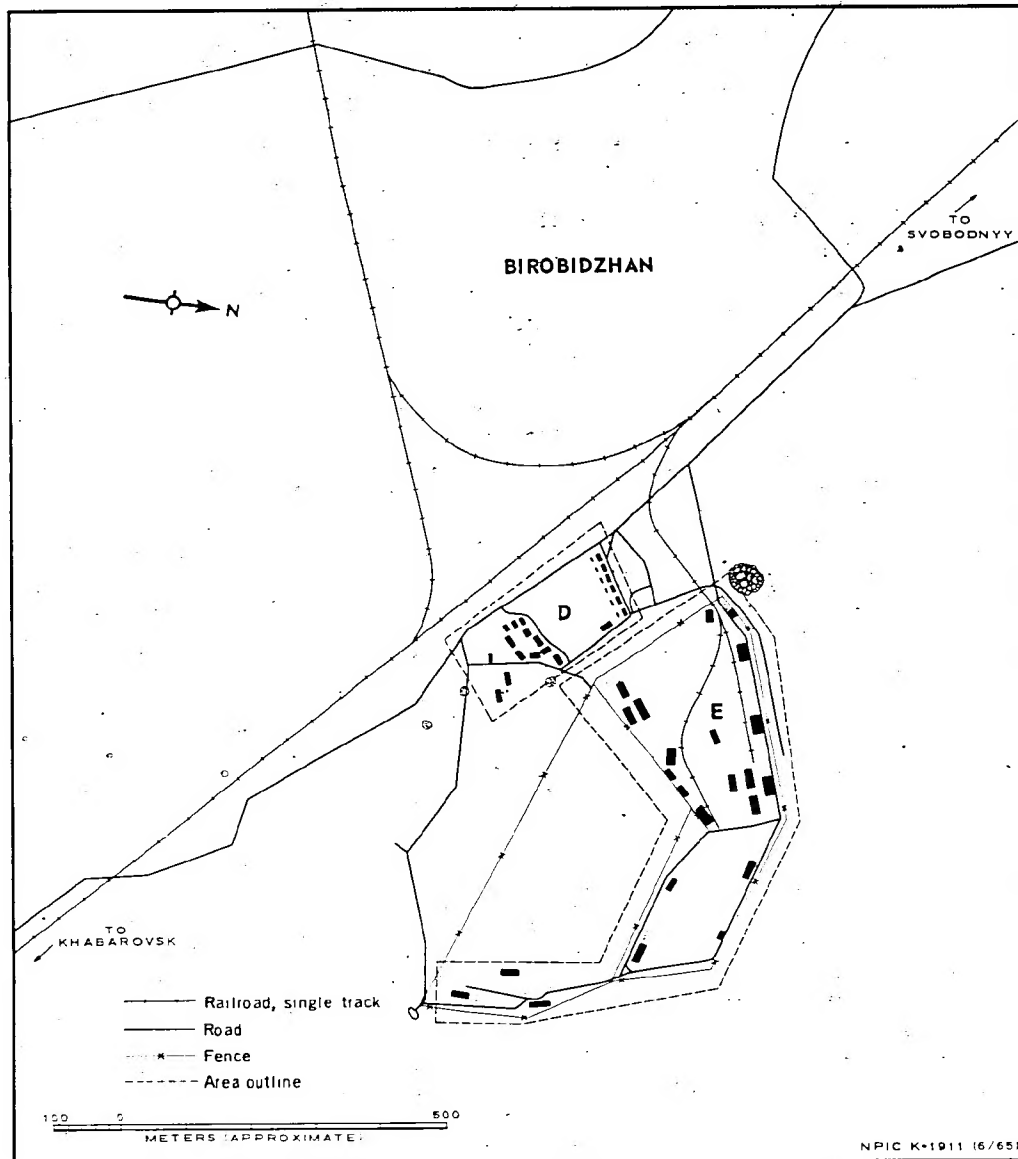 TO
SVOBODNYY
BIROBIDZHAN
N
D
E
TO
KHABAROVSK
Railroad, single track
Road
Fence
Area outline
100 0 500
METERS (APPROXIMATE)
NPIC K-1911 (6/65)